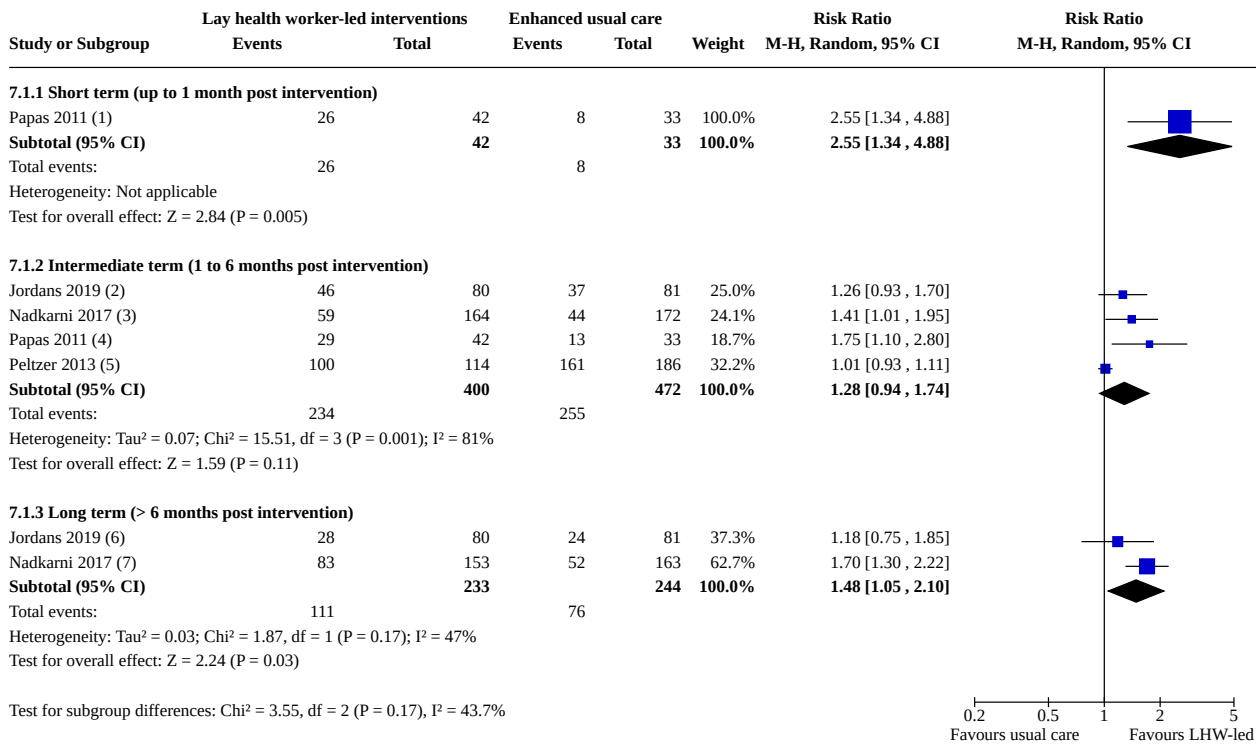 Lay health worker-led interventions Enhanced usual care Risk Ratio Risk Ratio
Study or Subgroup Events Total Events Total Weight M-H, Random, 95% CI M-H, Random, 95% CI
7.1.1 Short term (up to 1 month post intervention)
Papas 2011 (1) 26 42 8 33 100.0% 2.55 [1.34 , 4.88]
Subtotal (95% CI) 42 33 100.0% 2.55 [1.34 , 4.88]
Total events: 26 8
Heterogeneity: Not applicable
Test for overall effect: Z = 2.84 (P = 0.005)
7.1.2 Intermediate term (1 to 6 months post intervention)
Jordans 2019 (2) 46 80 37 81 25.0% 1.26 [0.93 , 1.70]
Nadkarni 2017 (3) 59 164 44 172 24.1% 1.41 [1.01 , 1.95]
Papas 2011 (4) 29 42 13 33 18.7% 1.75 [1.10 , 2.80]
Peltzer 2013 (5) 100 114 161 186 32.2% 1.01 [0.93 , 1.11]
Subtotal (95% CI) 400 472 100.0% 1.28 [0.94 , 1.74]
Total events: 234 255
Heterogeneity: Tau² = 0.07; Chi² = 15.51, df = 3 (P = 0.001); I² = 81%
Test for overall effect: Z = 1.59 (P = 0.11)
7.1.3 Long term (> 6 months post intervention)
Jordans 2019 (6) 28 80 24 81 37.3% 1.18 [0.75 , 1.85]
Nadkarni 2017 (7) 83 153 52 163 62.7% 1.70 [1.30 , 2.22]
Subtotal (95% CI) 233 244 100.0% 1.48 [1.05 , 2.10]
Total events: 111 76
Heterogeneity: Tau² = 0.03; Chi² = 1.87, df = 1 (P = 0.17); I² = 47%
Test for overall effect: Z = 2.24 (P = 0.03)
Test for subgroup differences: Chi² = 3.55, df = 2 (P = 0.17), I² = 43.7%
0.2 0.5 1 2 5
Favours usual care Favours LHW-led